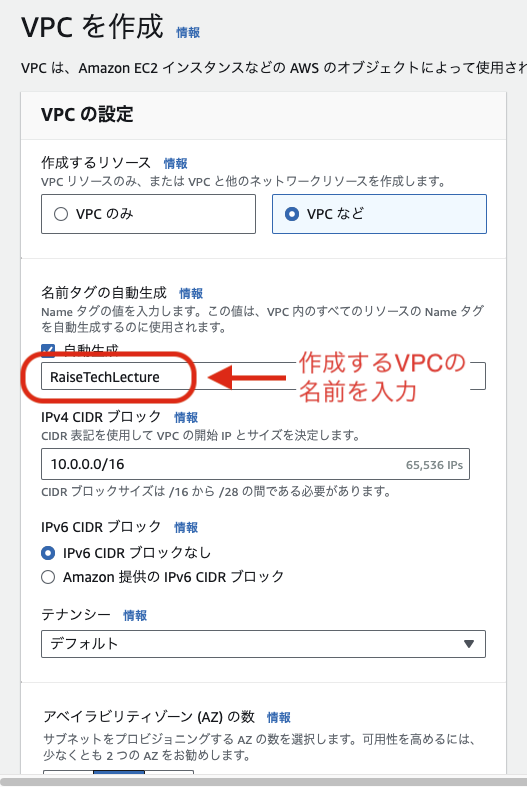 VPC を作成 情報
VPC は、Amazon EC2 インスタンスなどの AWS のオブジェクトによって使用され
VPC の設定
作成するリソース 情報
VPC リソースのみ、または VPC と他のネットワークリソースを作成します。
VPC のみ
VPC など
名前タグの自動生成 情報
Name タグの値を入力します。この値は、VPC 内のすべてのリソースの Name タグ
を自動生成するのに使用されます。
自動生成
RaiseTechLecture
作成するVPCの
名前を入力
IPv4 CIDR ブロック 情報
CIDR 表記を使用して VPC の開始 IP とサイズを決定します。
10.0.0.0/16 65,536 IPs
CIDR ブロックサイズは /16 から /28 の間である必要があります。
IPv6 CIDR ブロック 情報
IPv6 CIDR ブロックなし
Amazon 提供の IPv6 CIDR ブロック
テナンシー 情報
デフォルト
アベイラビリティゾーン (AZ) の数 情報
サブネットをプロビジョニングする AZ の数を選択します。可用性を高めるには、
少なくとも 2 つの AZ をお勧めします。